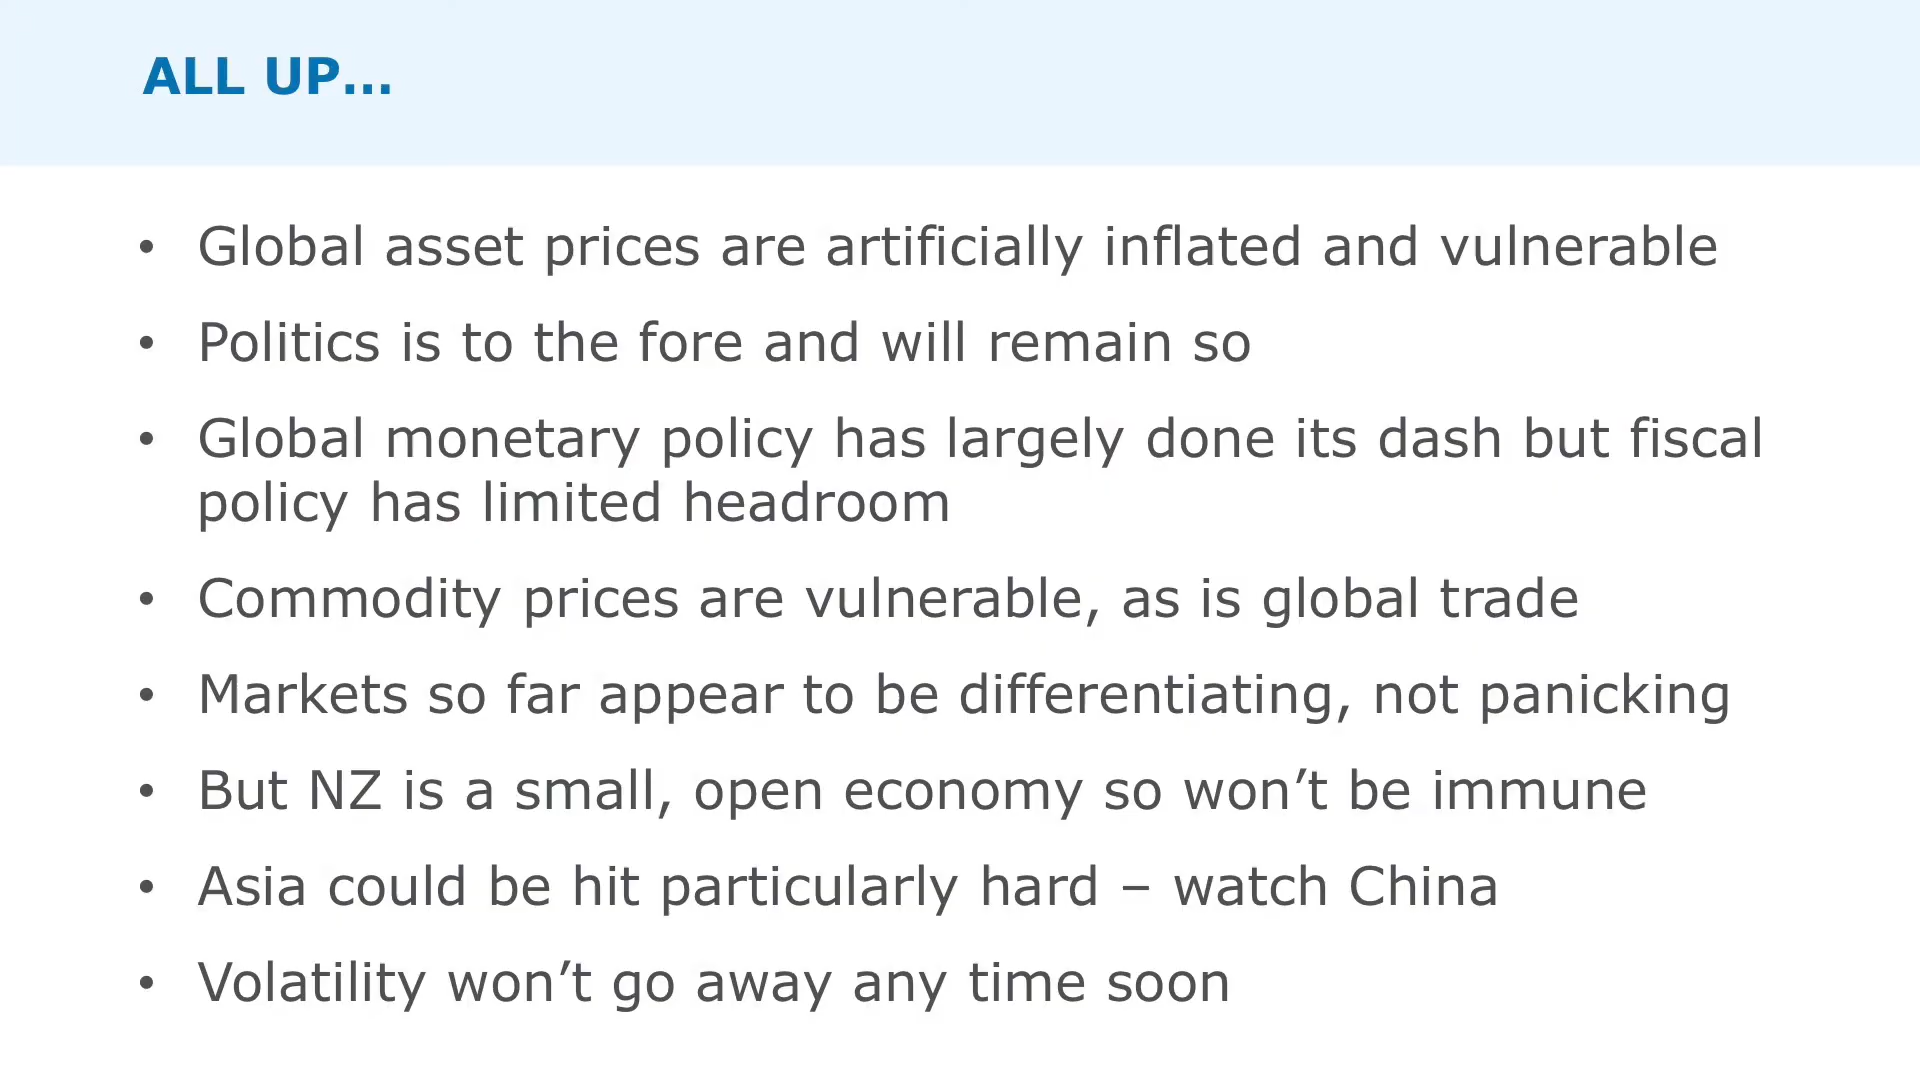 ALL UP...
• Global asset prices are artificially inflated and vulnerable
• Politics is to the fore and will remain so
• Global monetary policy has largely done its dash but fiscal
policy has limited headroom
• Commodity prices are vulnerable, as is global trade
• Markets so far appear to be differentiating, not panicking
• But NZ is a small, open economy so won’t be immune
• Asia could be hit particularly hard – watch China
• Volatility won’t go away any time soon